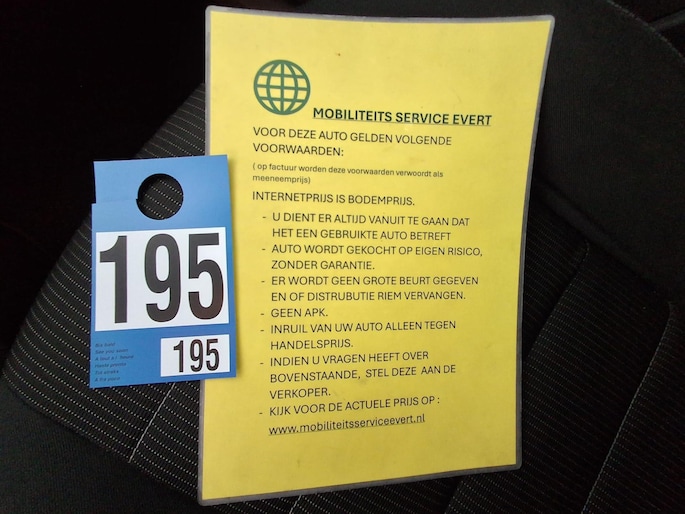 MOBILITEITS SERVICE EVERT
VOOR DEZE AUTO GELDEN VOLGENDE
VOORWAARDEN:
( op factuur worden deze voorwaarden verwoordt als
meeneemprijs)
INTERNETPRIJS IS BODEMPRIJS.
- U DIENT ER ALTIJD VANUIT TE GAAN DAT
HET EEN GEBRUIKTE AUTO BETREFT
- AUTO WORDT GEKOCHT OP EIGEN RISICO,
ZONDER GARANTIE.
- ER WORDT GEEN GROTE BEURT GEGEVEN
EN OF DISTRUBUTIE RIEM VERVANGEN.
- GEEN APK.
- INRUIL VAN UW AUTO ALLEEN TEGEN
HANDELSPRIJS.
- INDIEN U VRAGEN HEEFT OVER
BOVENSTAANDE, STEL DEZE AAN DE
VERKOPER.
- KIJK VOOR DE ACTUELE PRIJS OP :
www.mobiliteitsserviceevert.nl
195
195